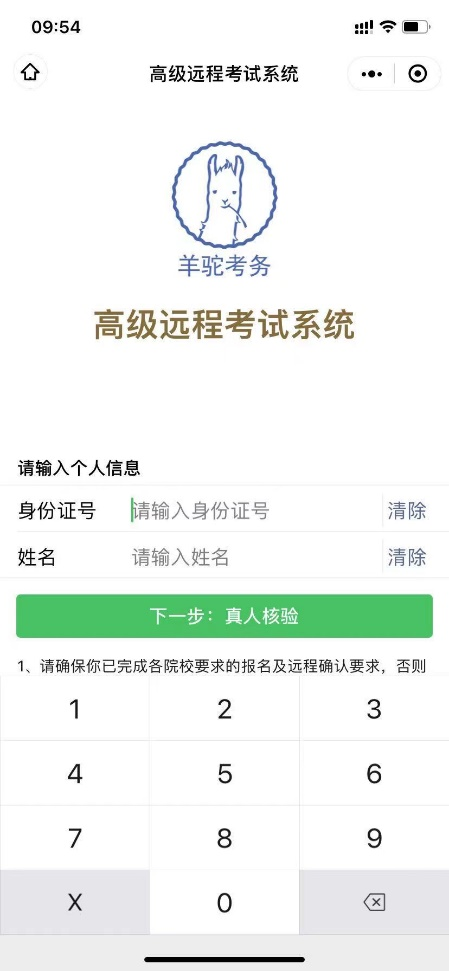 09:54
高级远程考试系统
羊驼考务
高级远程考试系统
请输入个人信息
身份证号 请输入身份证号 清除
姓名 请输入姓名 清除
下一步：真人核验
1、请确保你已完成各院校要求的报名及远程确认要求，否则
1 2 3
4 5 6
7 8 9
X 0